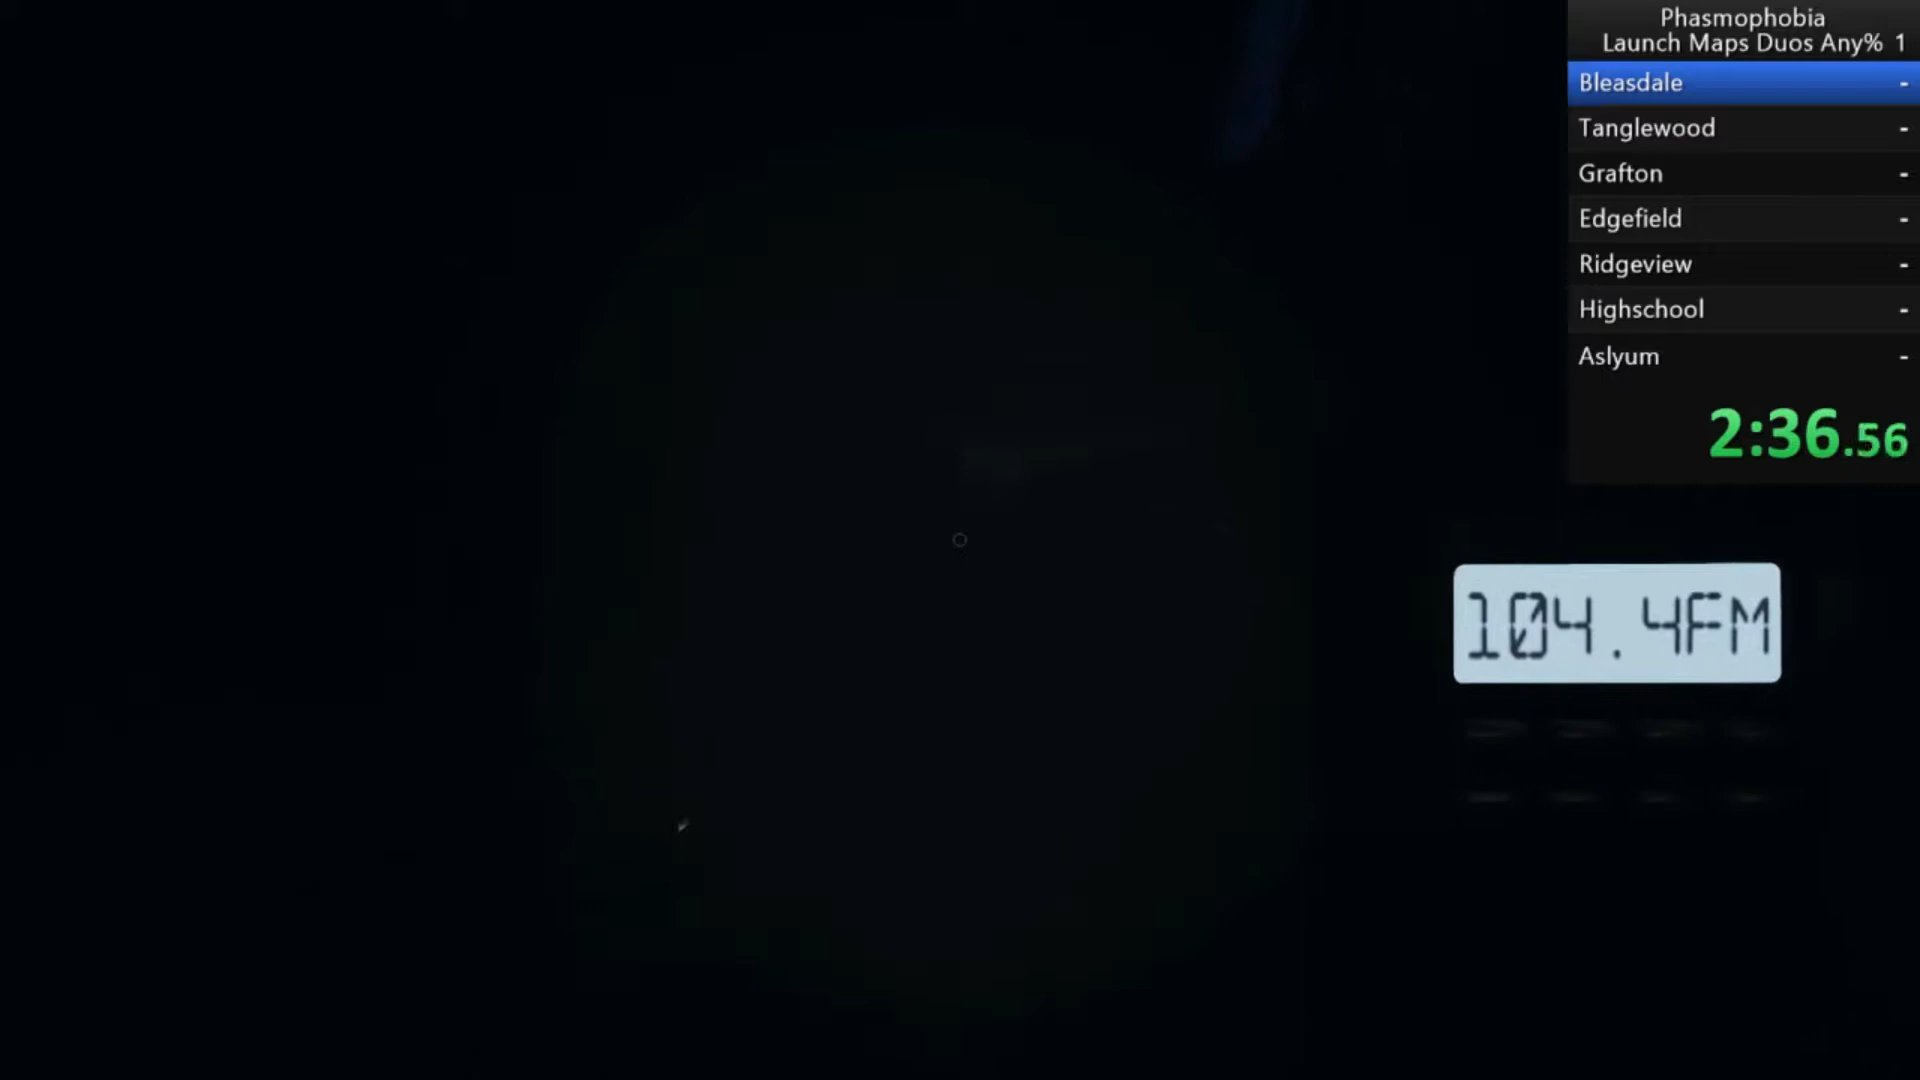 Phasmophobia
Launch Maps Duos Any% 1
Bleasdale -
Tanglewood -
Grafton -
Edgefield -
Ridgeview -
Highschool -
Aslyum -
2:36.56
104.4FM